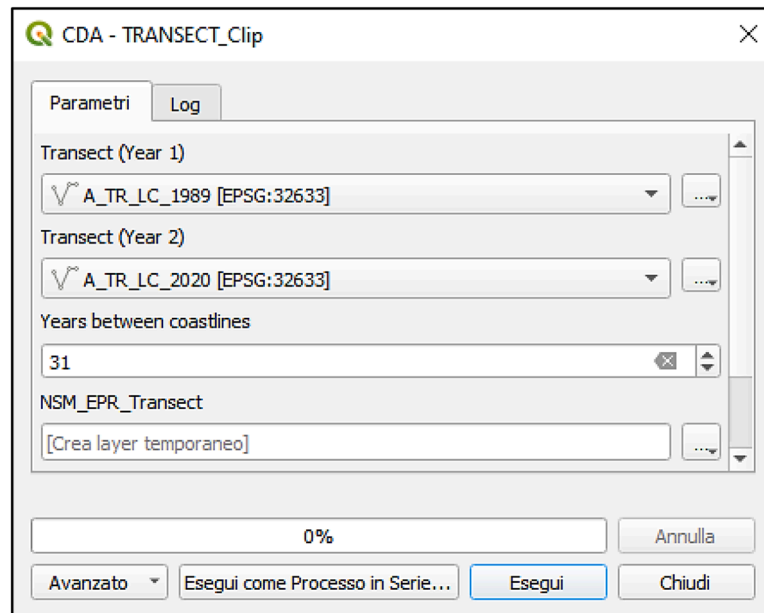 CDA - TRANSECT_Clip
Parametri
Log
Transect (Year 1)
A_TR_LC_1989 [EPSG:32633]
...
Transect (Year 2)
A_TR_LC_2020 [EPSG:32633]
...
Years between coastlines
31
NSM_EPR_Transect
[Crea layer temporaneo]
...
0%
Annulla
Avanzato
Esegui come Processo in Serie...
Esegui
Chiudi